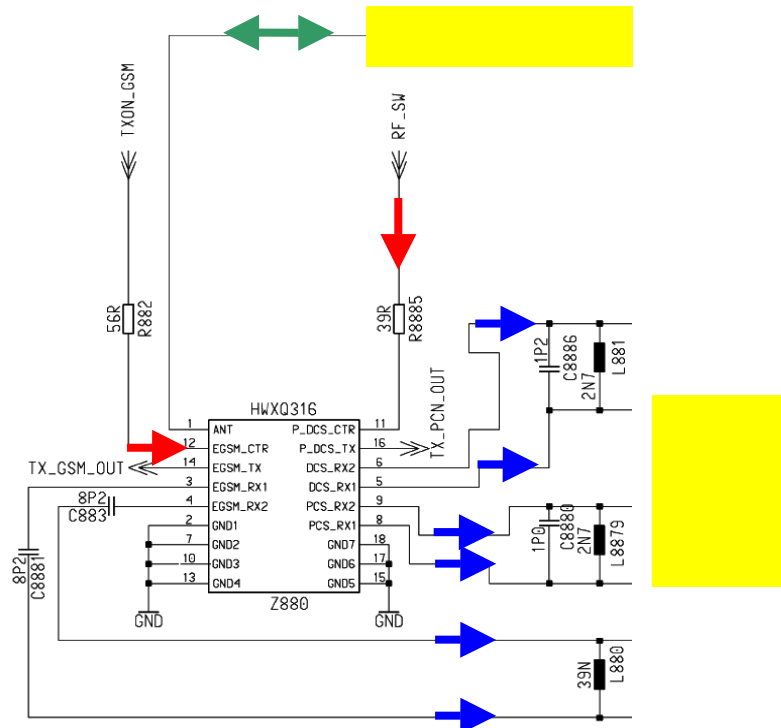 TXON_GSM
RF_SW
56R
R882
39R
R8885
1P2
C8886
2N7
L881
HWXQ316
1
ANT
P_DCS_CTR
11
12
EGSM_CTR
P_DCS_TX
16
TX_PCN_OUT
TX_GSM_OUT
14
EGSM_TX
DCS_RX2
6
3
EGSM_RX1
DCS_RX1
5
8P2
C883
4
EGSM_RX2
PCS_RX2
9
2
GND1
PCS_RX1
8
7
GND2
GND7
18
10
GND3
GND6
17
13
GND4
GND5
15
Z880
GND
GND
8P2
C8881
1P0
C8880
2N7
L8879
39N
L880